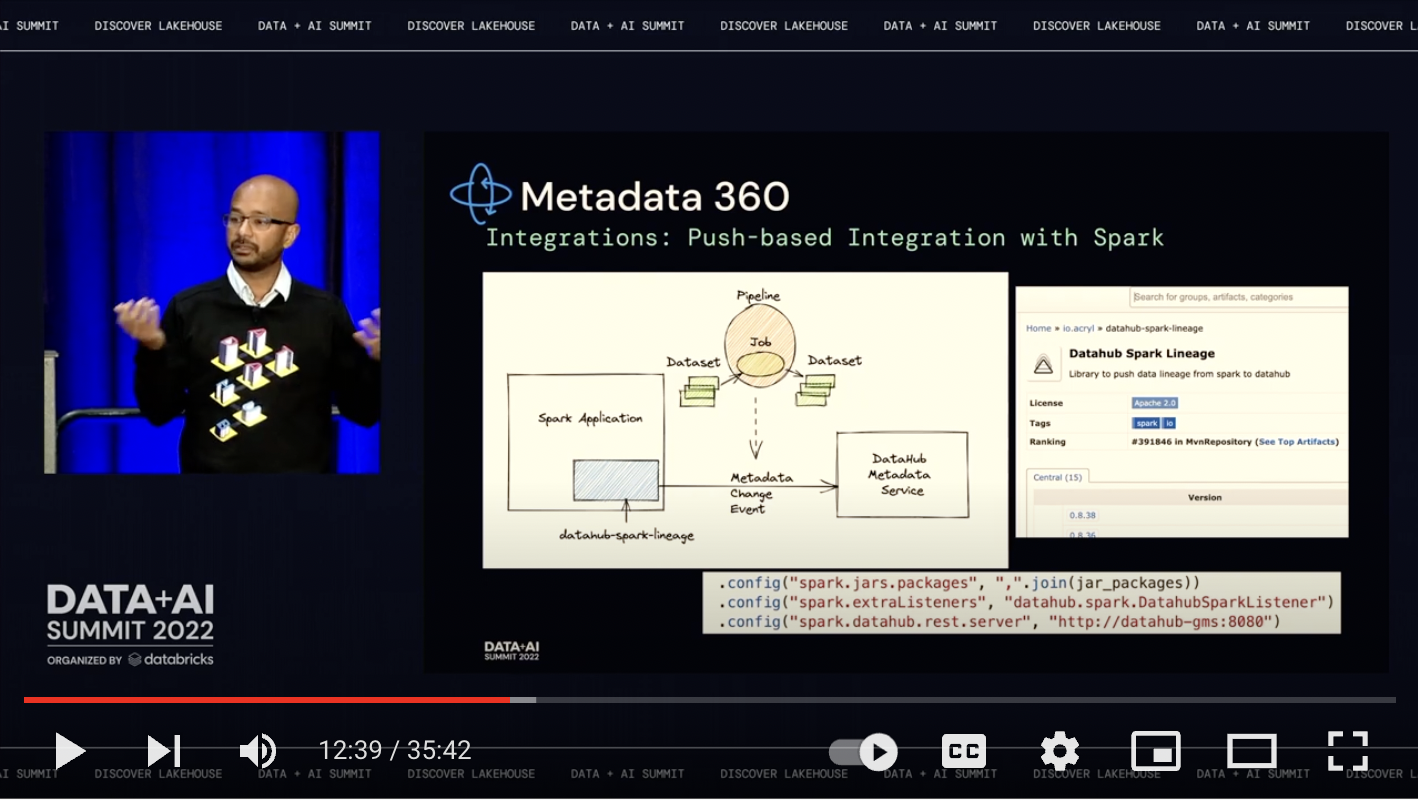 AI SUMMIT DISCOVER LAKEHOUSE DATA + AI SUMMIT DISCOVER LAKEHOUSE DATA + AI SUMMIT DISCOVER LAKEHOUSE DATA + AI SUMMIT DISCOVER LAKEHOUSE DATA + AI SUMMIT DISCOVER L
Metadata 360
Integrations: Push-based Integration with Spark
Pipeline
Job
Dataset
Dataset
Spark Application
Metadata
Change
Event
DataHub
Metadata
Service
datahub-spark-lineage
Search for groups, artifacts, categories
Home » io.acryl » datahub-spark-lineage
Datahub Spark Lineage
Library to push data lineage from spark to datahub
License Apache 2.0
Tags spark io
Ranking #391846 in MvnRepository (See Top Artifacts)
Central (15)
Version
0.8.38
0.8.36
.config("spark.jars.packages", ",".join(jar_packages))
.config("spark.extraListeners", "datahub.spark.DatahubSparkListener")
.config("spark.datahub.rest.server", "http://datahub-gms:8080")
DATA+AI
SUMMIT 2022
ORGANIZED BY databricks
DATA+AI
SUMMIT 2022
12:39 / 35:42
CC
AI SUMMIT DISCOVER LAKEHOUSE DATA + AI SUMMIT DISCOVER LAKEHOUSE DATA + AI SUMMIT DISCOVER LAKEHOUSE DATA + AI SUMMIT DISCOVER LAKEHOUSE DATA + AI SUMMIT DISCOVER L